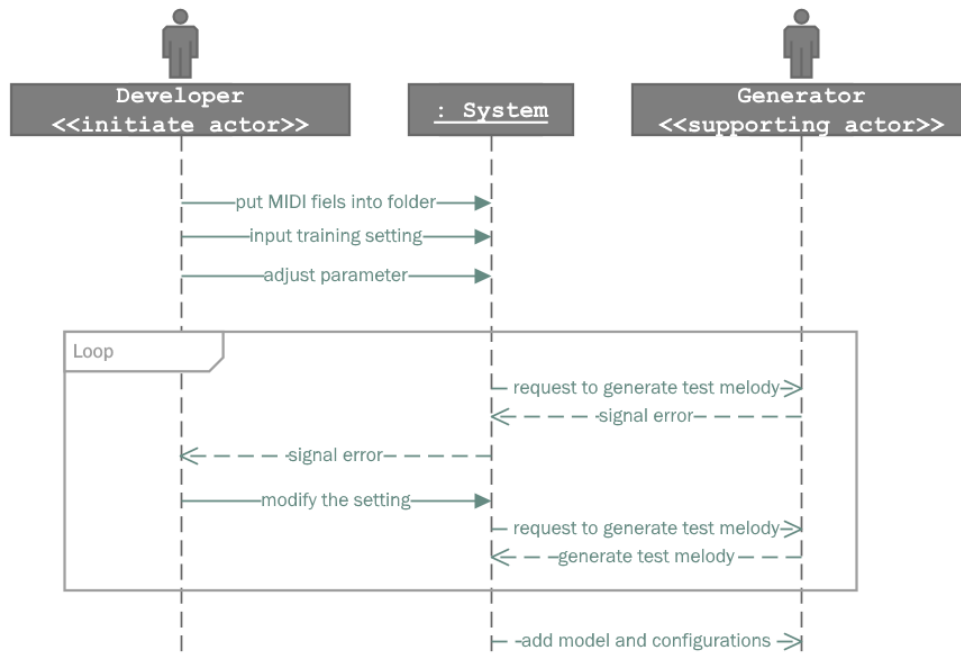 Developer
<<initiate actor>>
: System
Generator
<<supporting actor>>
put MIDI fiels into folder
input training setting
adjust parameter
Loop
request to generate test melody
signal error
signal error
modify the setting
request to generate test melody
generate test melody
add model and configurations